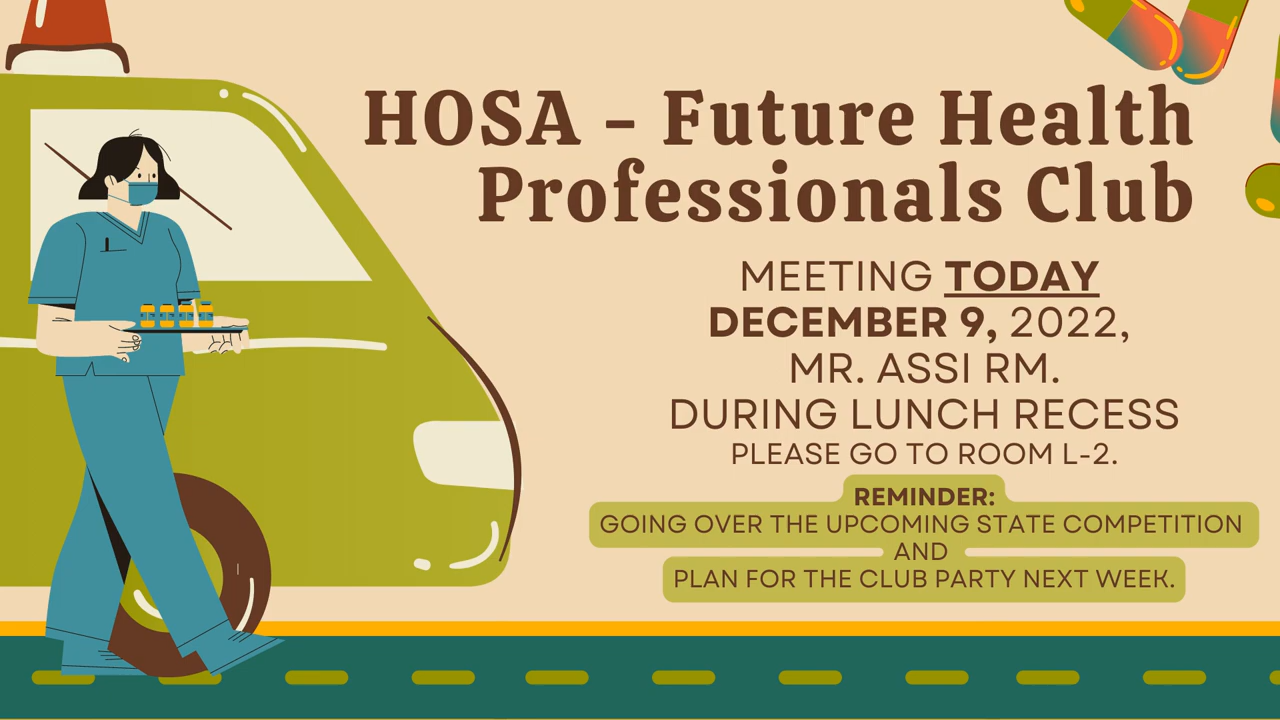 HOSA – Future Health
Professionals Club
MEETING TODAY
DECEMBER 9, 2022,
MR. ASSI RM.
DURING LUNCH RECESS
PLEASE GO TO ROOM L-2.
REMINDER:
GOING OVER THE UPCOMING STATE COMPETITION
AND
PLAN FOR THE CLUB PARTY NEXT WEEK.